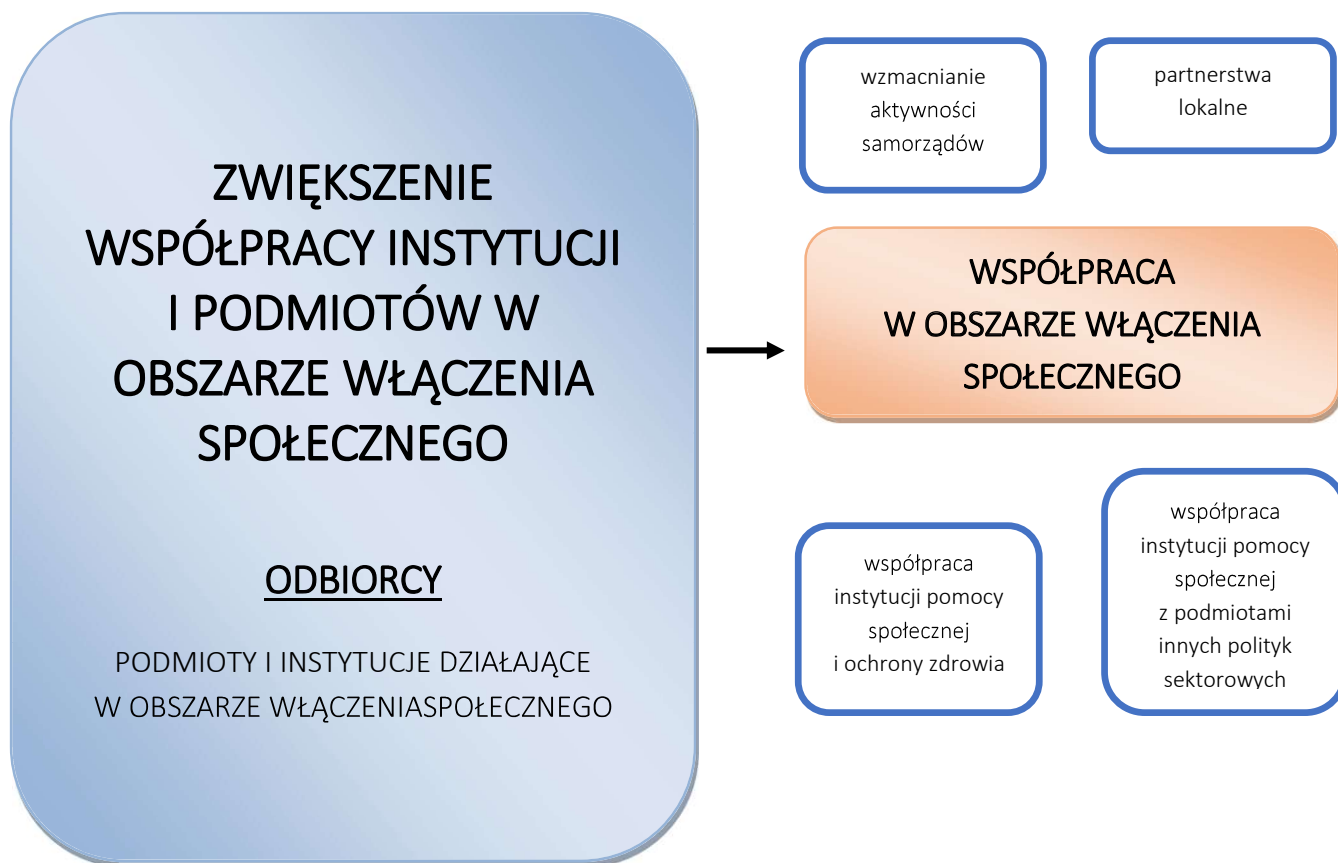 ZWIĘKSZENIE
WSPÓŁPRACY INSTYTUCJI
I PODMIOTÓW W
OBSZARZE WŁĄCZENIA
SPOŁECZNEGO
ODBIORCY
PODMIOTY I INSTYTUCJE DZIAŁAJĄCE
W OBSZARZE WŁĄCZENIASPOŁECZNEGO
wzmacnianie
aktywności
samorządów
partnerstwa
lokalne
WSPÓŁPRACA
W OBSZARZE WŁĄCZENIA
SPOŁECZNEGO
współpraca
instytucji pomocy
społecznej
i ochrony zdrowia
współpraca
instytucji pomocy
społecznej
z podmiotami
innych polityk
sektorowych